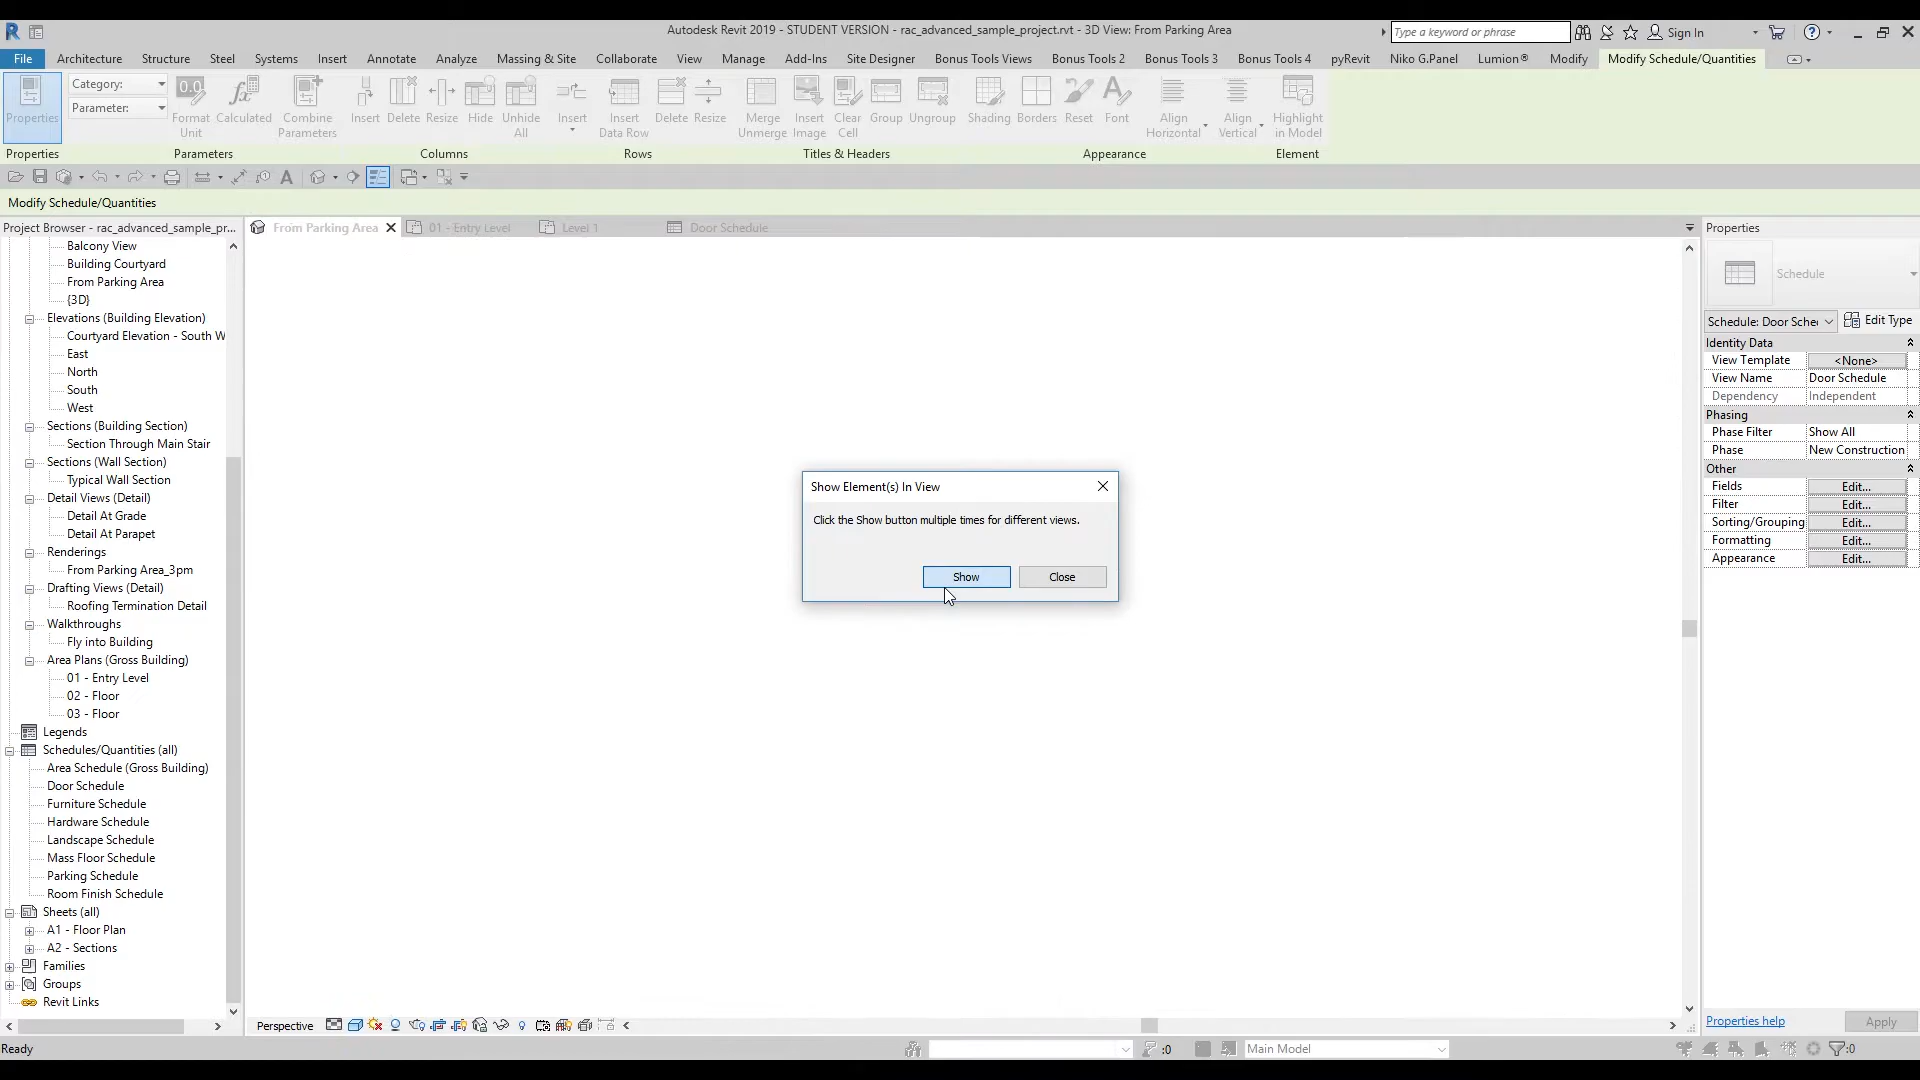 Autodesk Revit 2019 - STUDENT VERSION - rac_advanced_sample_project.rvt - 3D View: From Parking Area
Type a keyword or phrase
Sign In
File Architecture Structure Steel Systems Insert Annotate Analyze Massing & Site Collaborate View Manage Add-Ins Site Designer Bonus Tools Views Bonus Tools 2 Bonus Tools 3 Bonus Tools 4 pyRevit Niko G.Panel Lumion® Modify Modify Schedule/Quantities
Category:
Parameter:
Properties
Format Unit
Calculated
Combine Parameters
Insert
Delete
Resize
Hide
Unhide All
Insert
Insert Data Row
Delete
Resize
Merge Unmerge
Insert Image
Clear Cell
Group
Ungroup
Shading
Borders
Reset
Font
Align Horizontal
Align Vertical
Highlight in Model
Properties Parameters Columns Rows Titles & Headers Appearance Element
Modify Schedule/Quantities
Project Browser - rac_advanced_sample_pr...
Balcony View
Building Courtyard
From Parking Area
{3D}
Elevations (Building Elevation)
Courtyard Elevation - South W
East
North
South
West
Sections (Building Section)
Section Through Main Stair
Sections (Wall Section)
Typical Wall Section
Detail Views (Detail)
Detail At Grade
Detail At Parapet
Renderings
From Parking Area_3pm
Drafting Views (Detail)
Roofing Termination Detail
Walkthroughs
Fly into Building
Area Plans (Gross Building)
01 - Entry Level
02 - Floor
03 - Floor
Legends
Schedules/Quantities (all)
Area Schedule (Gross Building)
Door Schedule
Furniture Schedule
Hardware Schedule
Landscape Schedule
Mass Floor Schedule
Parking Schedule
Room Finish Schedule
Sheets (all)
A1 - Floor Plan
A2 - Sections
Families
Groups
Revit Links
From Parking Area
01 - Entry Level
Level 1
Door Schedule
Show Element(s) In View
Click the Show button multiple times for different views.
Show
Close
Perspective
Properties
Schedule
Schedule: Door Sche
Edit Type
Identity Data
View Template <None>
View Name Door Schedule
Dependency Independent
Phasing
Phase Filter Show All
Phase New Construction
Other
Fields Edit...
Filter Edit...
Sorting/Grouping Edit...
Formatting Edit...
Appearance Edit...
Properties help
Apply
Ready
:0
Main Model
:0